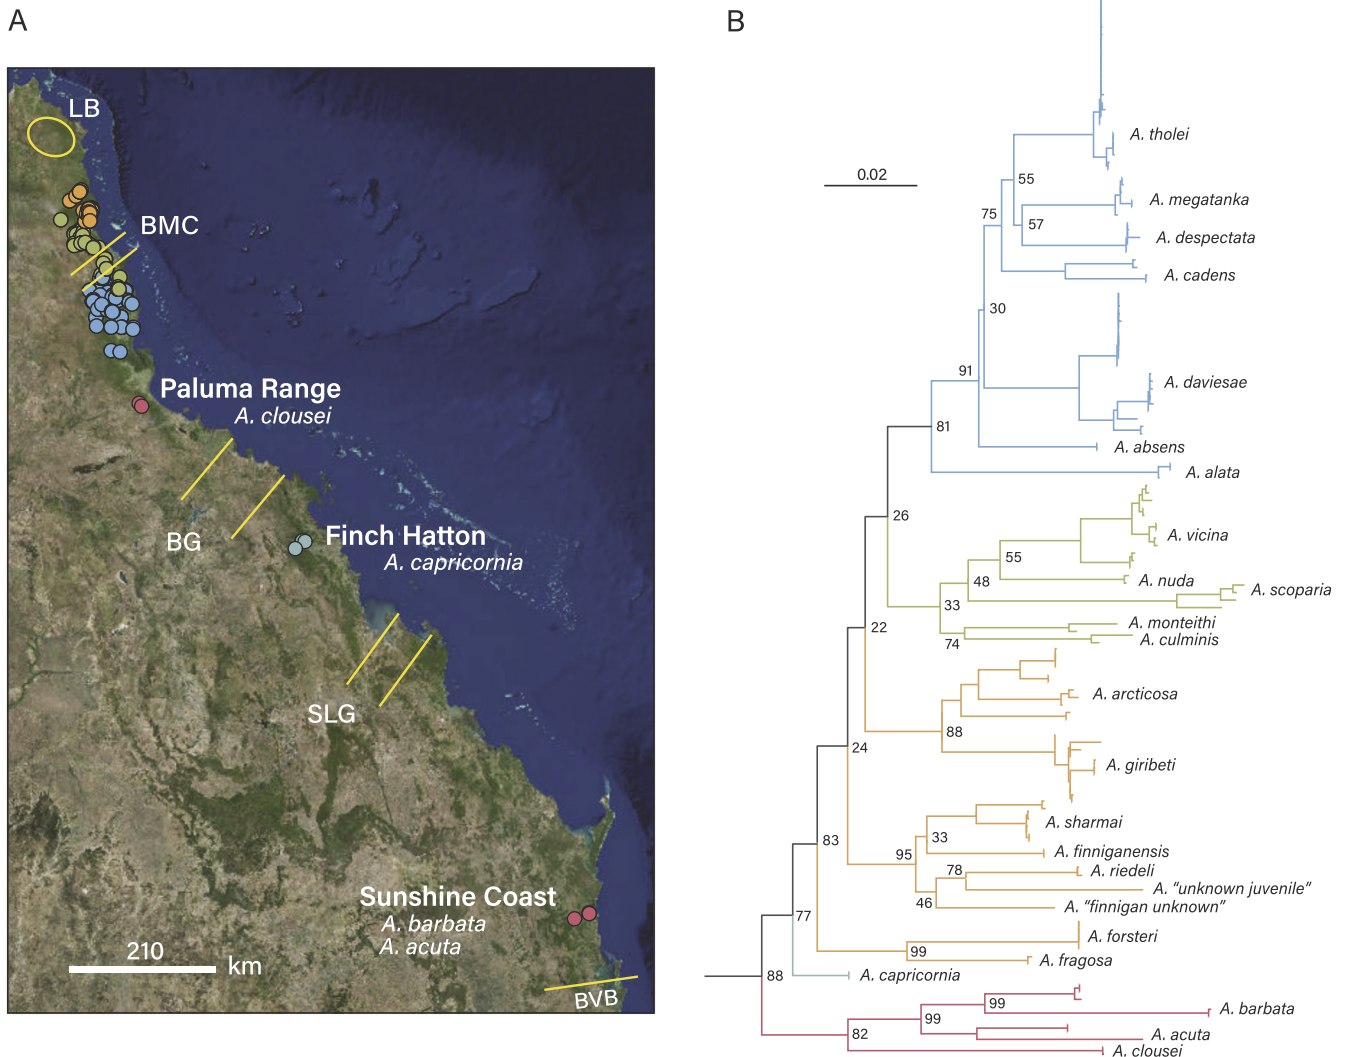 A
LB
BMC
Paluma Range
A. clousei
BG
Finch Hatton
A. capricornia
SLG
Sunshine Coast
A. barbata
A. acuta
210
km
BVB
B
0.02
A. tholei
55
A. megatanka
75
57
A. despectata
A. cadens
30
91
A. daviesae
81
A. absens
A. alata
26
A. vicina
55
48
A. nuda
A. scoparia
33
A. monteithi
22
74
A. culminis
A. arcticosa
88
24
A. giribeti
A. sharmai
83
33
95
A. finniganensis
78
A. riedeli
A. "unknown juvenile"
46
A. "finnigan unknown"
77
A. forsteri
99
A. fragosa
88
A. capricornia
99
A. barbata
99
82
A. acuta
A. clousei